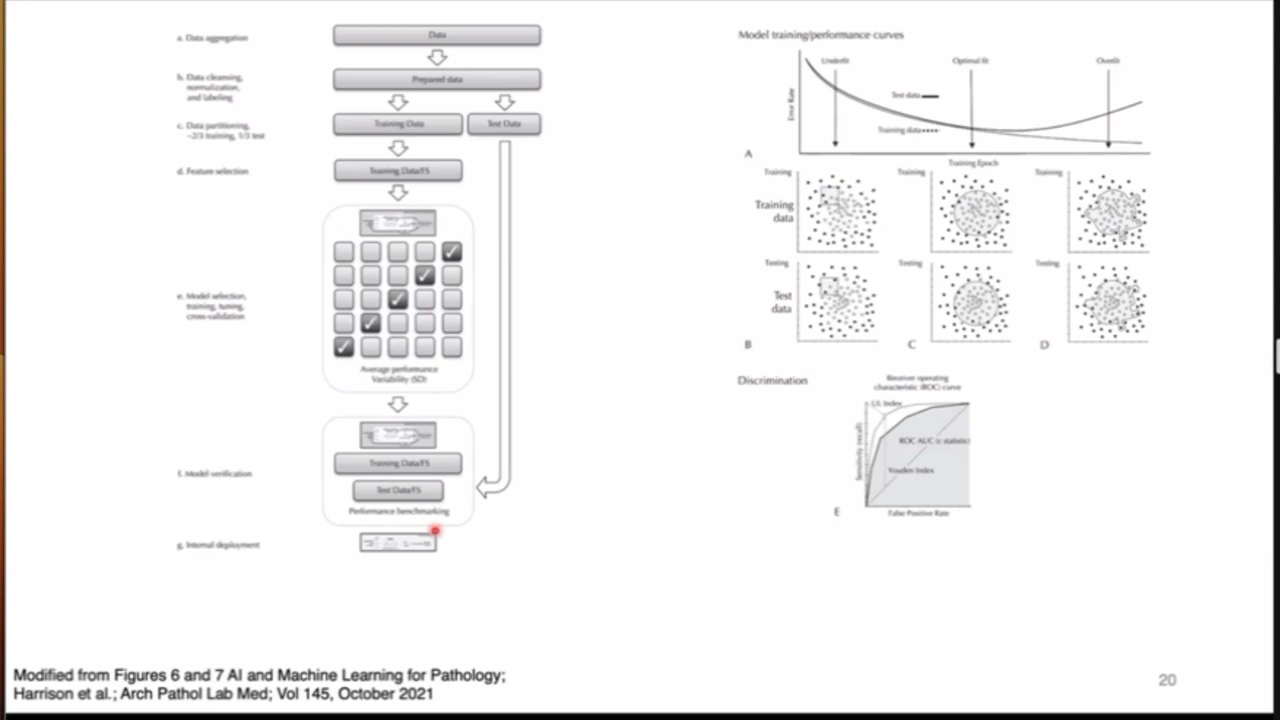 a. Data aggregation
Data
b. Data cleansing,
normalization,
and labeling
Prepared data
c. Data partitioning,
~2/3 training, 1/3 test
Training Data
Test Data
d. Feature selection
Training Data/FS
e. Model selection,
training, tuning,
cross-validation
Average performance
Variability (SD)
f. Model verification
Training Data/FS
Test Data/FS
Performance benchmarking
g. Internal deployment
Model training/performance curves
Underfit
Optimal fit
Overfit
Error Rate
Test data
Training data
A
Training Epoch
Training
Training
Training
Training
data
Testing
Testing
Testing
Test
data
B
C
D
Discrimination
Receiver operating
characteristic (ROC) curve
Index
ROC AUC (c statistic)
Youden Index
Sensitivity (recall)
E
False Positive Rate
Modified from Figures 6 and 7 AI and Machine Learning for Pathology;
Harrison et al.; Arch Pathol Lab Med; Vol 145, October 2021
20